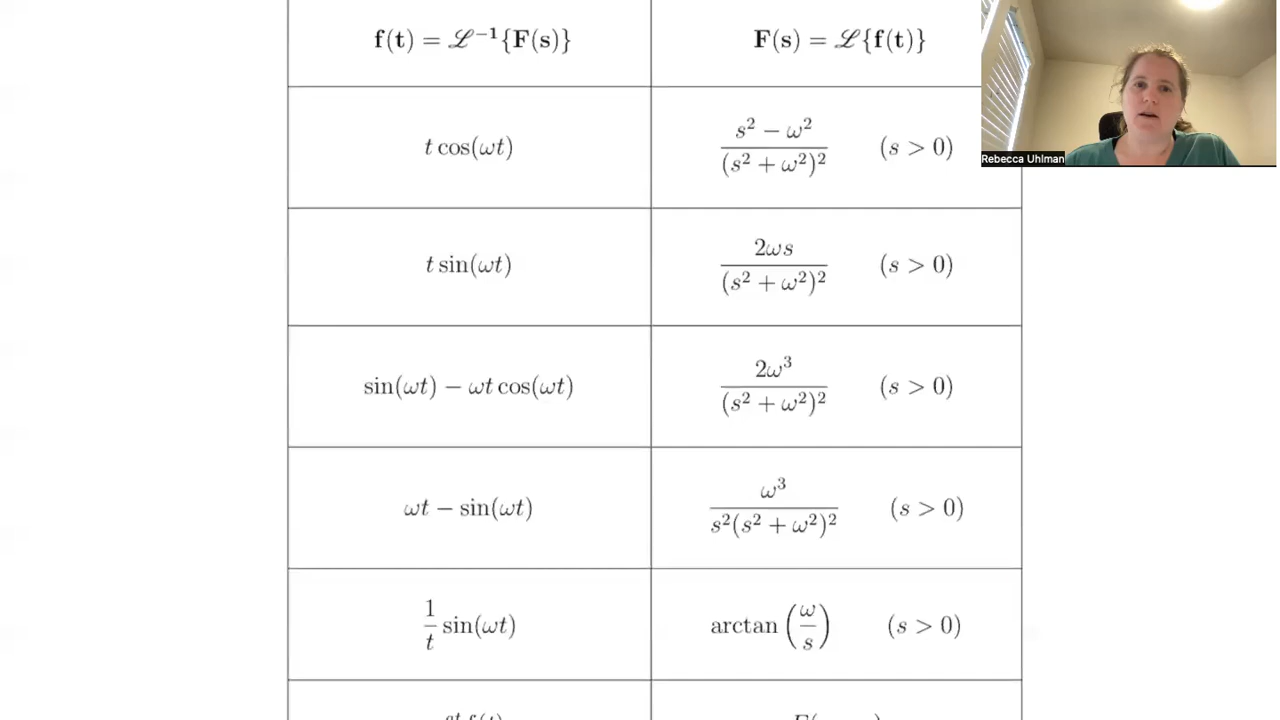 f(t) = ℒ⁻¹{F(s)} F(s) = ℒ{f(t)}
t cos(ωt) (s² − ω²)/((s² + ω²)²) (s > 0)
Rebecca Uhlman
t sin(ωt) 2ωs/((s² + ω²)²) (s > 0)
sin(ωt) − ωt cos(ωt) 2ω³/((s² + ω²)²) (s > 0)
ωt − sin(ωt) ω³/(s²(s² + ω²)²) (s > 0)
1/t sin(ωt) arctan(ω/s) (s > 0)